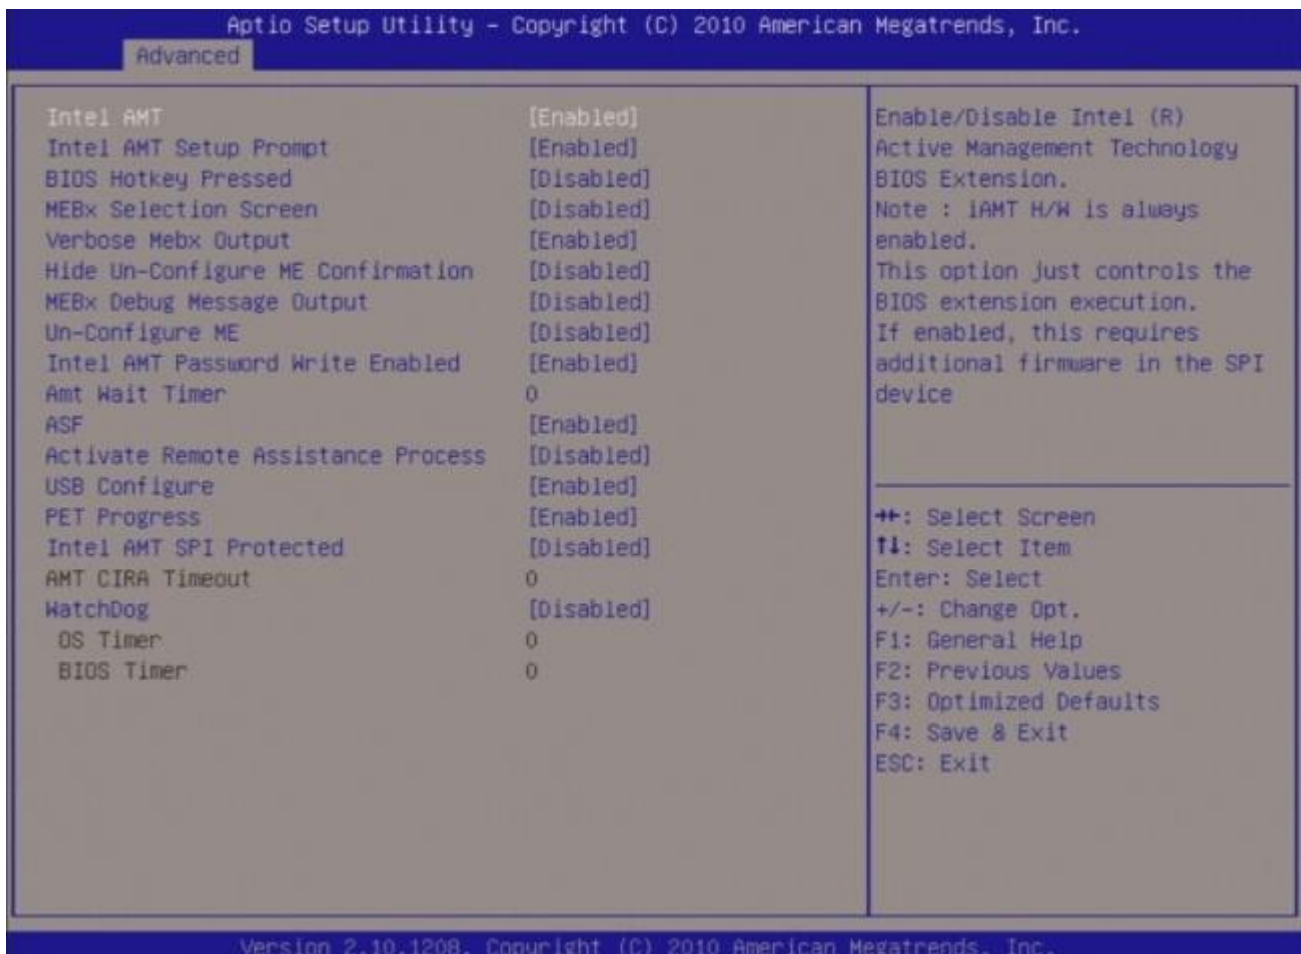 Aptio Setup Utility – Copyright (C) 2010 American Megatrends, Inc.
Advanced
Intel AMT [Enabled]
Intel AMT Setup Prompt [Enabled]
BIOS Hotkey Pressed [Disabled]
MEBx Selection Screen [Disabled]
Verbose Mebx Output [Enabled]
Hide Un-Configure ME Confirmation [Disabled]
MEBx Debug Message Output [Disabled]
Un-Configure ME [Disabled]
Intel AMT Password Write Enabled [Enabled]
Amt Wait Timer 0
ASF [Enabled]
Activate Remote Assistance Process [Disabled]
USB Configure [Enabled]
PET Progress [Enabled]
Intel AMT SPI Protected [Disabled]
AMT CIRA Timeout 0
WatchDog [Disabled]
OS Timer 0
BIOS Timer 0
Enable/Disable Intel (R)
Active Management Technology
BIOS Extension.
Note : iAMT H/W is always
enabled.
This option just controls the
BIOS extension execution.
If enabled, this requires
additional firmware in the SPI
device
→←: Select Screen
↑↓: Select Item
Enter: Select
+/-: Change Opt.
F1: General Help
F2: Previous Values
F3: Optimized Defaults
F4: Save & Exit
ESC: Exit
Version 2.10.1208. Copyright (C) 2010 American Megatrends, Inc.